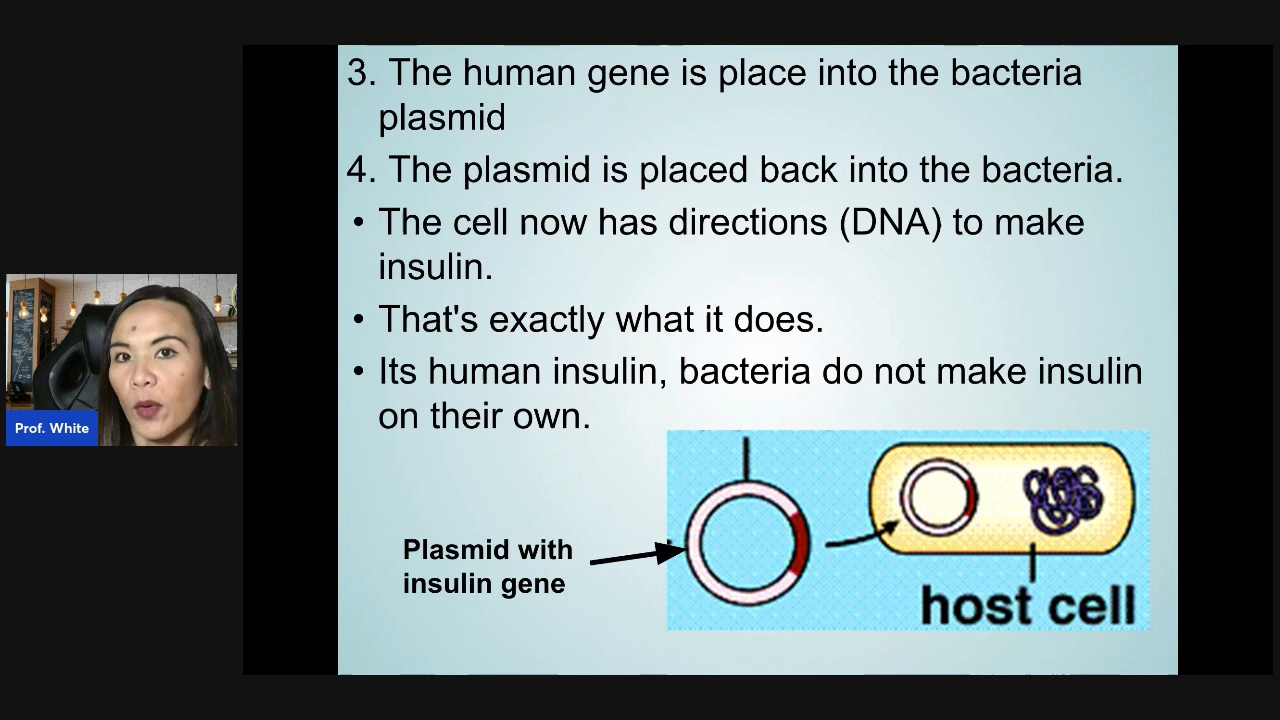 3. The human gene is place into the bacteria
plasmid
4. The plasmid is placed back into the bacteria.
• The cell now has directions (DNA) to make
insulin.
• That's exactly what it does.
• Its human insulin, bacteria do not make insulin
on their own.
Prof. White
Plasmid with
insulin gene
host cell